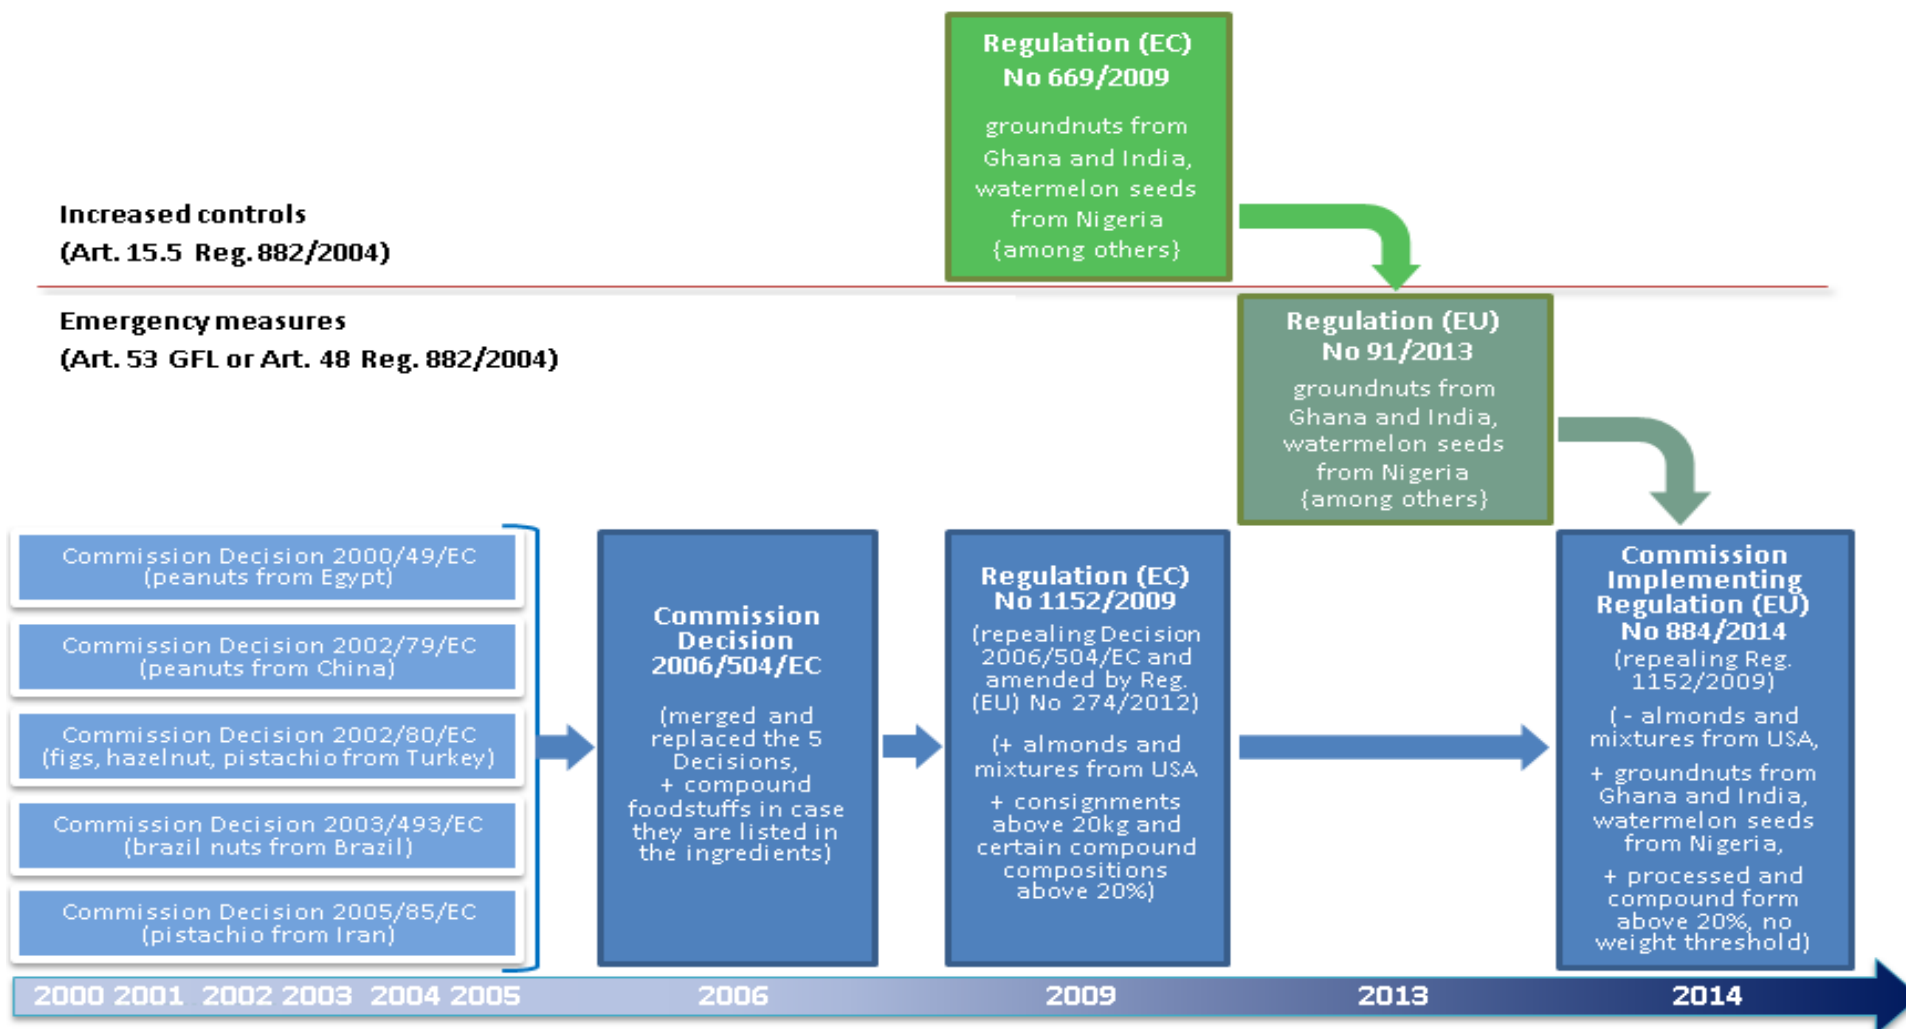 Regulation (EC)
No 669/2009
groundnuts from
Ghana and India,
watermelon seeds
from Nigeria
{among others}
Increased controls
(Art. 15.5 Reg. 882/2004)
Emergency measures
(Art. 53 GFL or Art. 48 Reg. 882/2004)
Regulation (EU)
No 91/2013
groundnuts from
Ghana and India,
watermelon seeds
from Nigeria
{among others}
Commission Decision 2000/49/EC
(peanuts from Egypt)
Commission Decision 2002/79/EC
(peanuts from China)
Commission Decision 2002/80/EC
(figs, hazelnut, pistachio from Turkey)
Commission Decision 2003/493/EC
(brazil nuts from Brazil)
Commission Decision 2005/85/EC
(pistachio from Iran)
Commission
Decision
2006/504/EC
(merged and
replaced the 5
Decisions,
+ compound
foodstuffs in case
they are listed in
the ingredients)
Regulation (EC)
No 1152/2009
(repealing Decision
2006/504/EC and
amended by Reg.
(EU) No 274/2012)
(+ almonds and
mixtures from USA
+ consignments
above 20kg and
certain compound
compositions
above 20%)
Commission
Implementing
Regulation (EU)
No 884/2014
(repealing Reg.
1152/2009)
( - almonds and
mixtures from USA,
+ groundnuts from
Ghana and India,
watermelon seeds
from Nigeria,
+ processed and
compound form
above 20%, no
weight threshold)
2000 2001 2002 2003 2004 2005 2006 2009 2013 2014